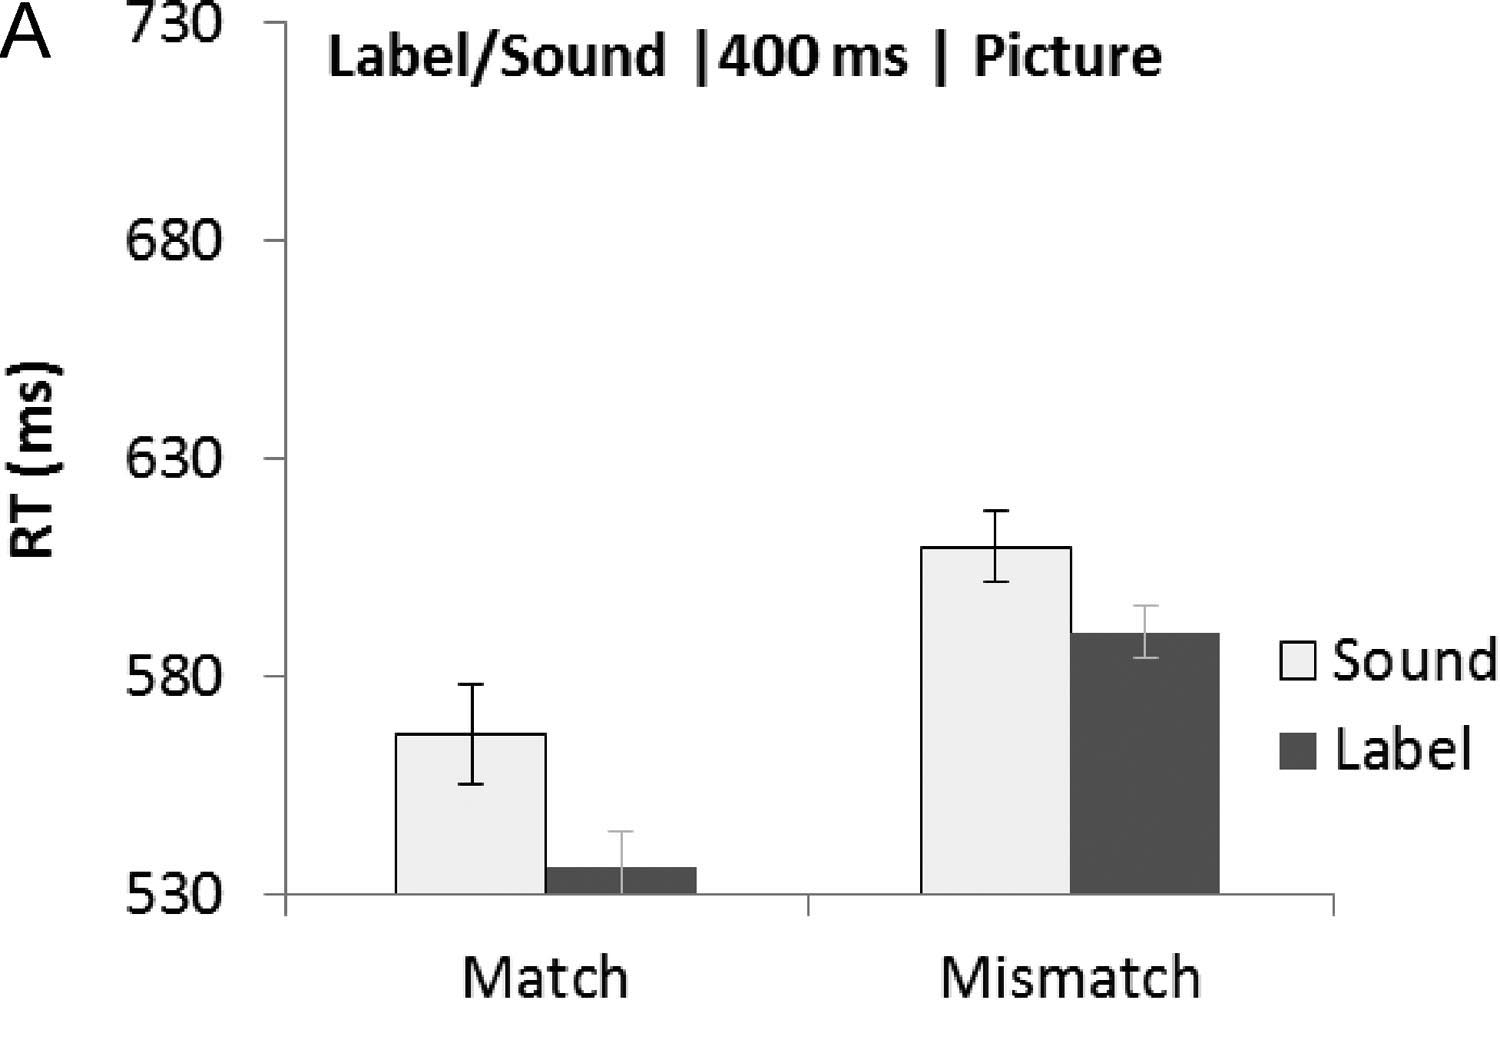 A
730
Label/Sound |400 ms | Picture
680
630
580
530
RT (ms)
Match
Mismatch
Sound
Label